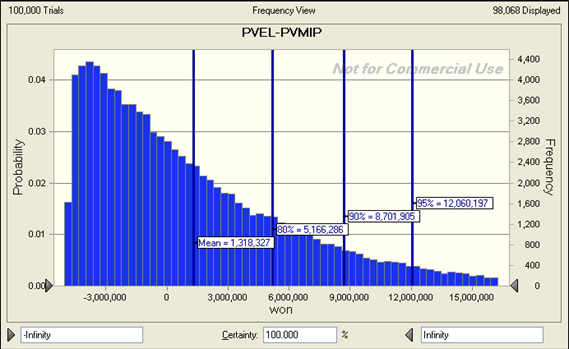 100,000 Trials Frequency View 98,068 Displayed
PVEL-PVMIP
Not for Commercial Use
0.04
0.03
0.02
0.01
0.00
Probability
4,400
4,000
3,600
3,200
2,800
2,400
2,000
1,600
1,200
800
400
0
Frequency
95% = 12,060,197
90% = 8,701,905
80% = 5,166,286
Mean = 1,318,327
-3,000,000 0 3,000,000 6,000,000 9,000,000 12,000,000 15,000,000
won
-Infinity Certainty: 100.000 % Infinity